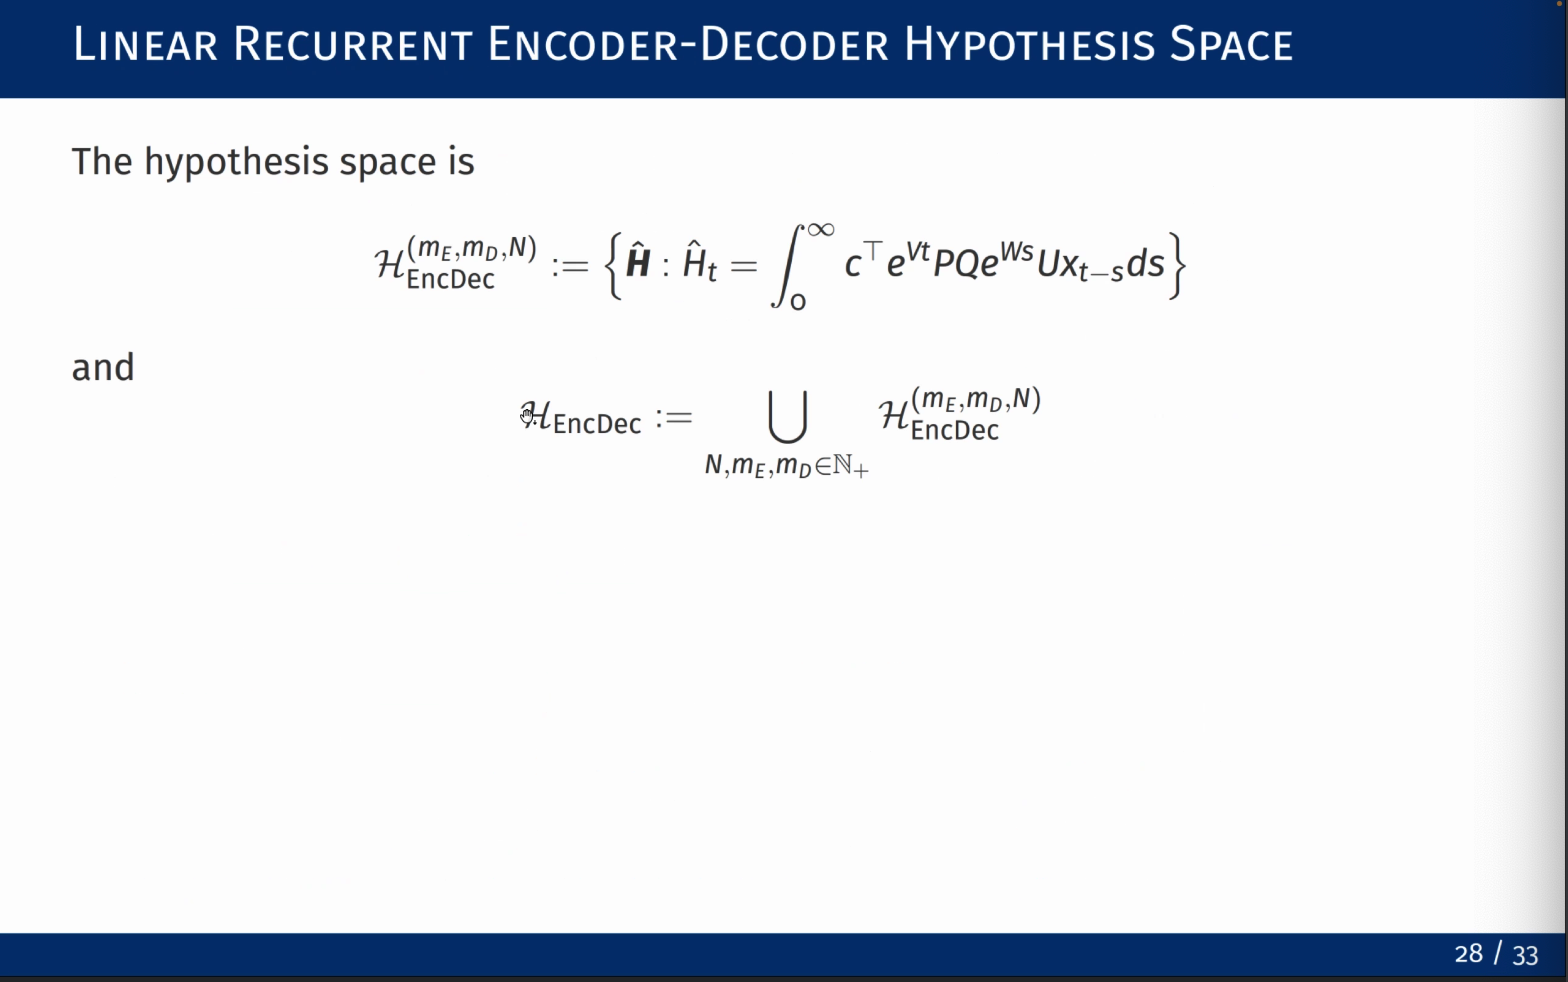 LINEAR RECURRENT ENCODER-DECODER HYPOTHESIS SPACE
The hypothesis space is
$\mathcal{H}_{\text{EncDec}}^{(m_E,m_D,N)} := \left\{ \hat{\boldsymbol{H}} : \hat{H}_t = \int_0^\infty c^\top e^{Vt} P Q e^{Ws} U x_{t-s} ds \right\}$
and
$\mathcal{H}_{\text{EncDec}} := \bigcup_{N,m_E,m_D \in \mathbb{N}_+} \mathcal{H}_{\text{EncDec}}^{(m_E,m_D,N)}$
28 / 33